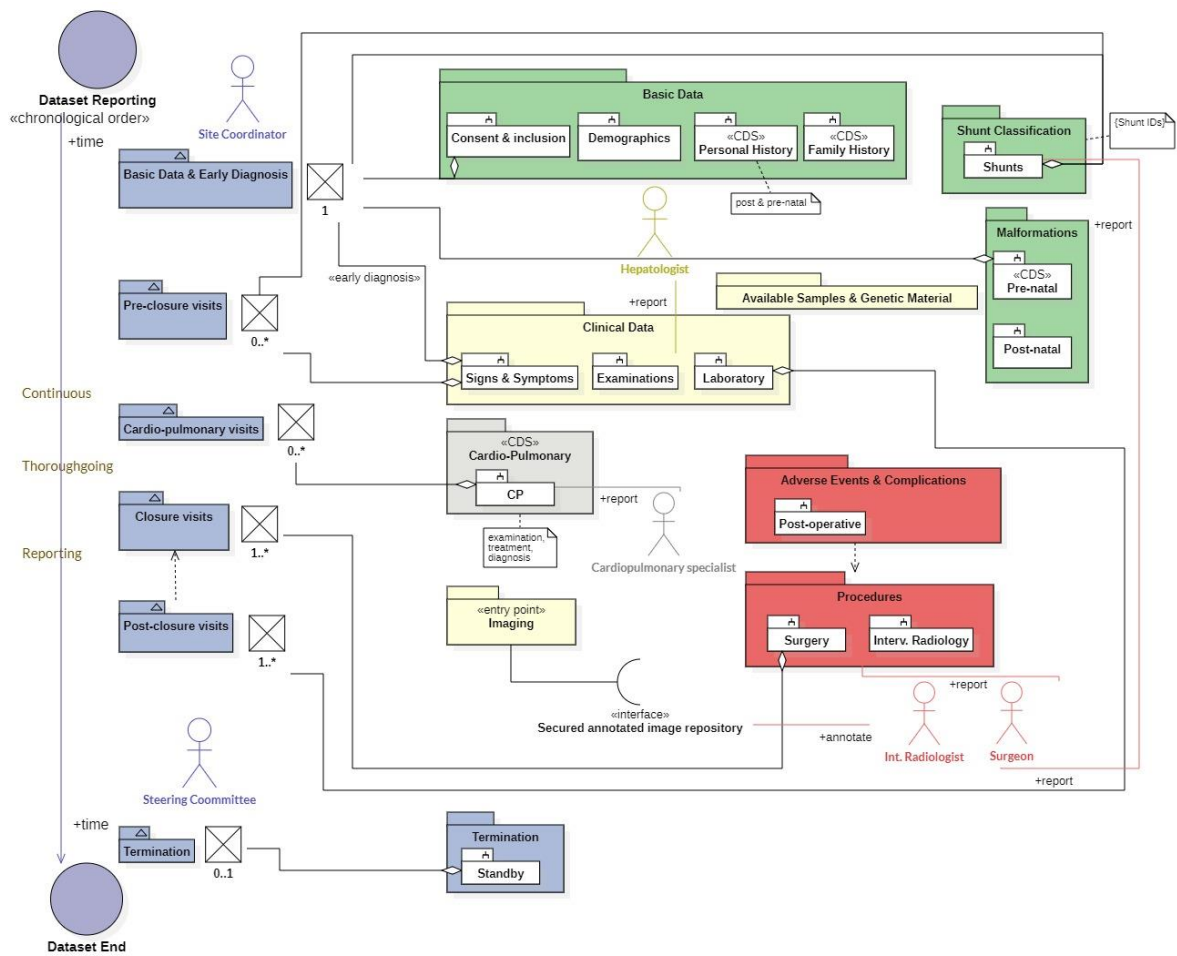 Dataset Reporting
«chronological order»
+time
Site Coordinator
Basic Data & Early Diagnosis
1
Basic Data
Consent & inclusion
Demographics
«CDS»
Personal History
«CDS»
Family History
post & pre-natal
Shunt Classification
Shunts
{Shunt IDs}
+report
Malformations
«CDS»
Pre-natal
Post-natal
Hepatologist
+report
«early diagnosis»
Available Samples & Genetic Material
Pre-closure visits
0..*
Clinical Data
Signs & Symptoms
Examinations
Laboratory
Continuous
Cardio-pulmonary visits
0..*
«CDS»
Cardio-Pulmonary
CP
+report
examination,
treatment,
diagnosis
Cardiopulmonary specialist
Thoroughgoing
Closure visits
1..*
Adverse Events & Complications
Post-operative
Reporting
Post-closure visits
1..*
«entry point»
Imaging
Procedures
Surgery
Interv. Radiology
+report
«interface»
Secured annotated image repository
+annotate
Int. Radiologist
Surgeon
+report
Steering Coommittee
+time
Termination
0..1
Termination
Standby
Dataset End